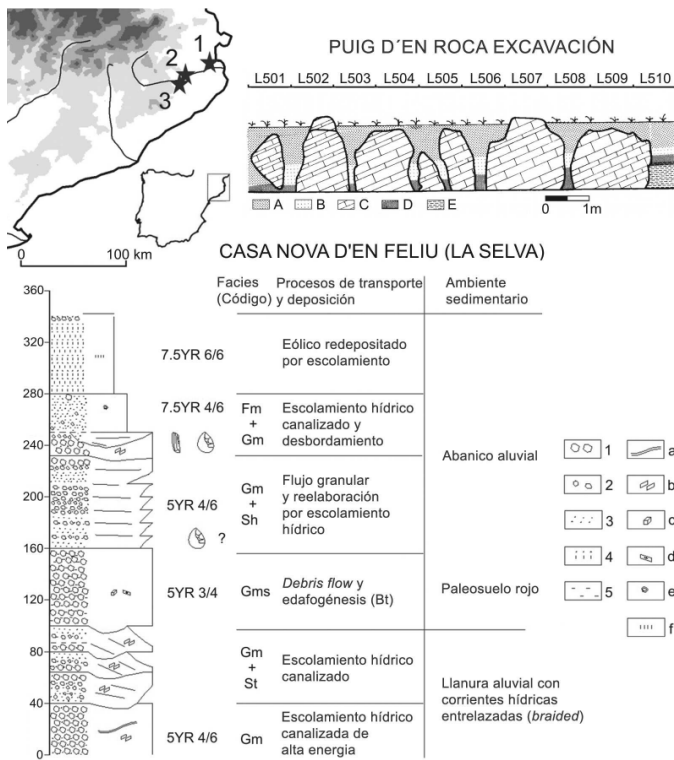 1
2
3
0
100 km
PUIG D´EN ROCA EXCAVACIÓN
L501 L502 L503 L504 L505 L506 L507 L508 L509 L510
A B C D E
0 1m
CASA NOVA D'EN FELIU (LA SELVA)
Facies
(Código)
Procesos de transporte
y deposición
Ambiente
sedimentario
360
320
280
240
200
160
120
80
40
0
7.5YR 6/6
Eólico redepositado
por escolamiento
7.5YR 4/6
Fm
+
Gm
Escolamiento hídrico
canalizado y
desbordamiento
5YR 4/6
?
Gm
+
Sh
Flujo granular
y reelaboración
por escolamiento
hídrico
Abanico aluvial
5YR 3/4
Gms
Debris flow y
edafogénesis (Bt)
Paleosuelo rojo
Gm
+
St
Escolamiento hídrico
canalizado
5YR 4/6
Gm
Escolamiento hídrico
canalizada de
alta energia
Llanura aluvial con
corrientes hídricas
entrelazadas (braided)
1 a
2 b
3 c
4 d
5 e
f